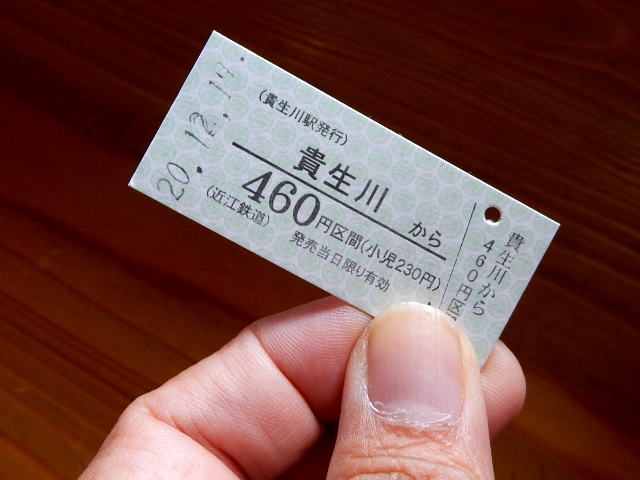 20.12.17.
(貴生川駅発行)
貴生川 から
460円区間(小児230円)
(近江鉄道) 発売当日限り有効
貴生川から
460円区